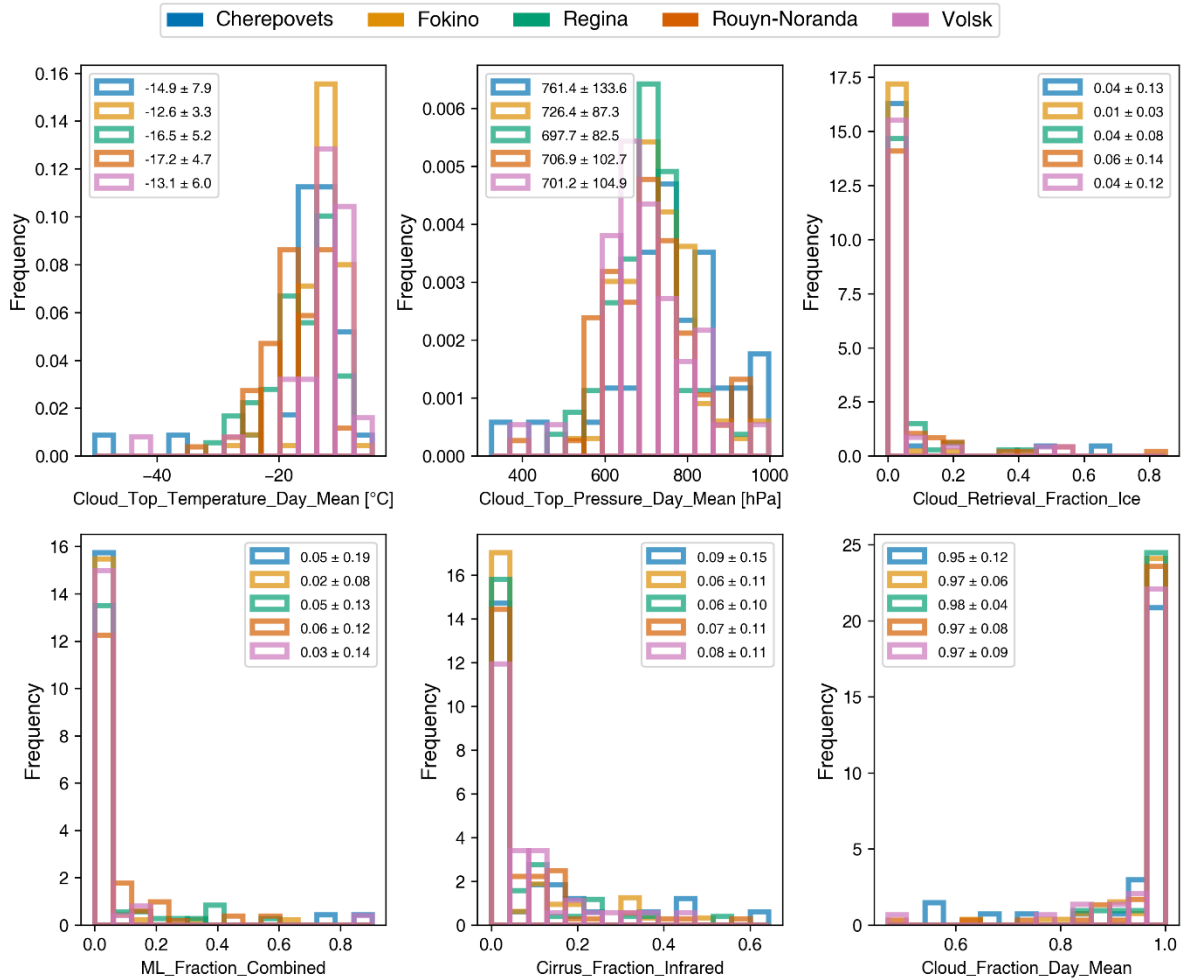 Cherepovets Fokino Regina Rouyn-Noranda Volsk
0.16
0.14
0.12
0.10
0.08
0.06
0.04
0.02
0.00
Frequency
-14.9 ± 7.9
-12.6 ± 3.3
-16.5 ± 5.2
-17.2 ± 4.7
-13.1 ± 6.0
−40 −20
Cloud_Top_Temperature_Day_Mean [°C]
0.006
0.005
0.004
0.003
0.002
0.001
0.000
Frequency
761.4 ± 133.6
726.4 ± 87.3
697.7 ± 82.5
706.9 ± 102.7
701.2 ± 104.9
400 600 800 1000
Cloud_Top_Pressure_Day_Mean [hPa]
17.5
15.0
12.5
10.0
7.5
5.0
2.5
0.0
Frequency
0.04 ± 0.13
0.01 ± 0.03
0.04 ± 0.08
0.06 ± 0.14
0.04 ± 0.12
0.0 0.2 0.4 0.6 0.8
Cloud_Retrieval_Fraction_Ice
16
14
12
10
8
6
4
2
0
Frequency
0.05 ± 0.19
0.02 ± 0.08
0.05 ± 0.13
0.06 ± 0.12
0.03 ± 0.14
0.0 0.2 0.4 0.6 0.8
ML_Fraction_Combined
16
14
12
10
8
6
4
2
0
Frequency
0.09 ± 0.15
0.06 ± 0.11
0.06 ± 0.10
0.07 ± 0.11
0.08 ± 0.11
0.0 0.2 0.4 0.6
Cirrus_Fraction_Infrared
25
20
15
10
5
0
Frequency
0.95 ± 0.12
0.97 ± 0.06
0.98 ± 0.04
0.97 ± 0.08
0.97 ± 0.09
0.6 0.8 1.0
Cloud_Fraction_Day_Mean